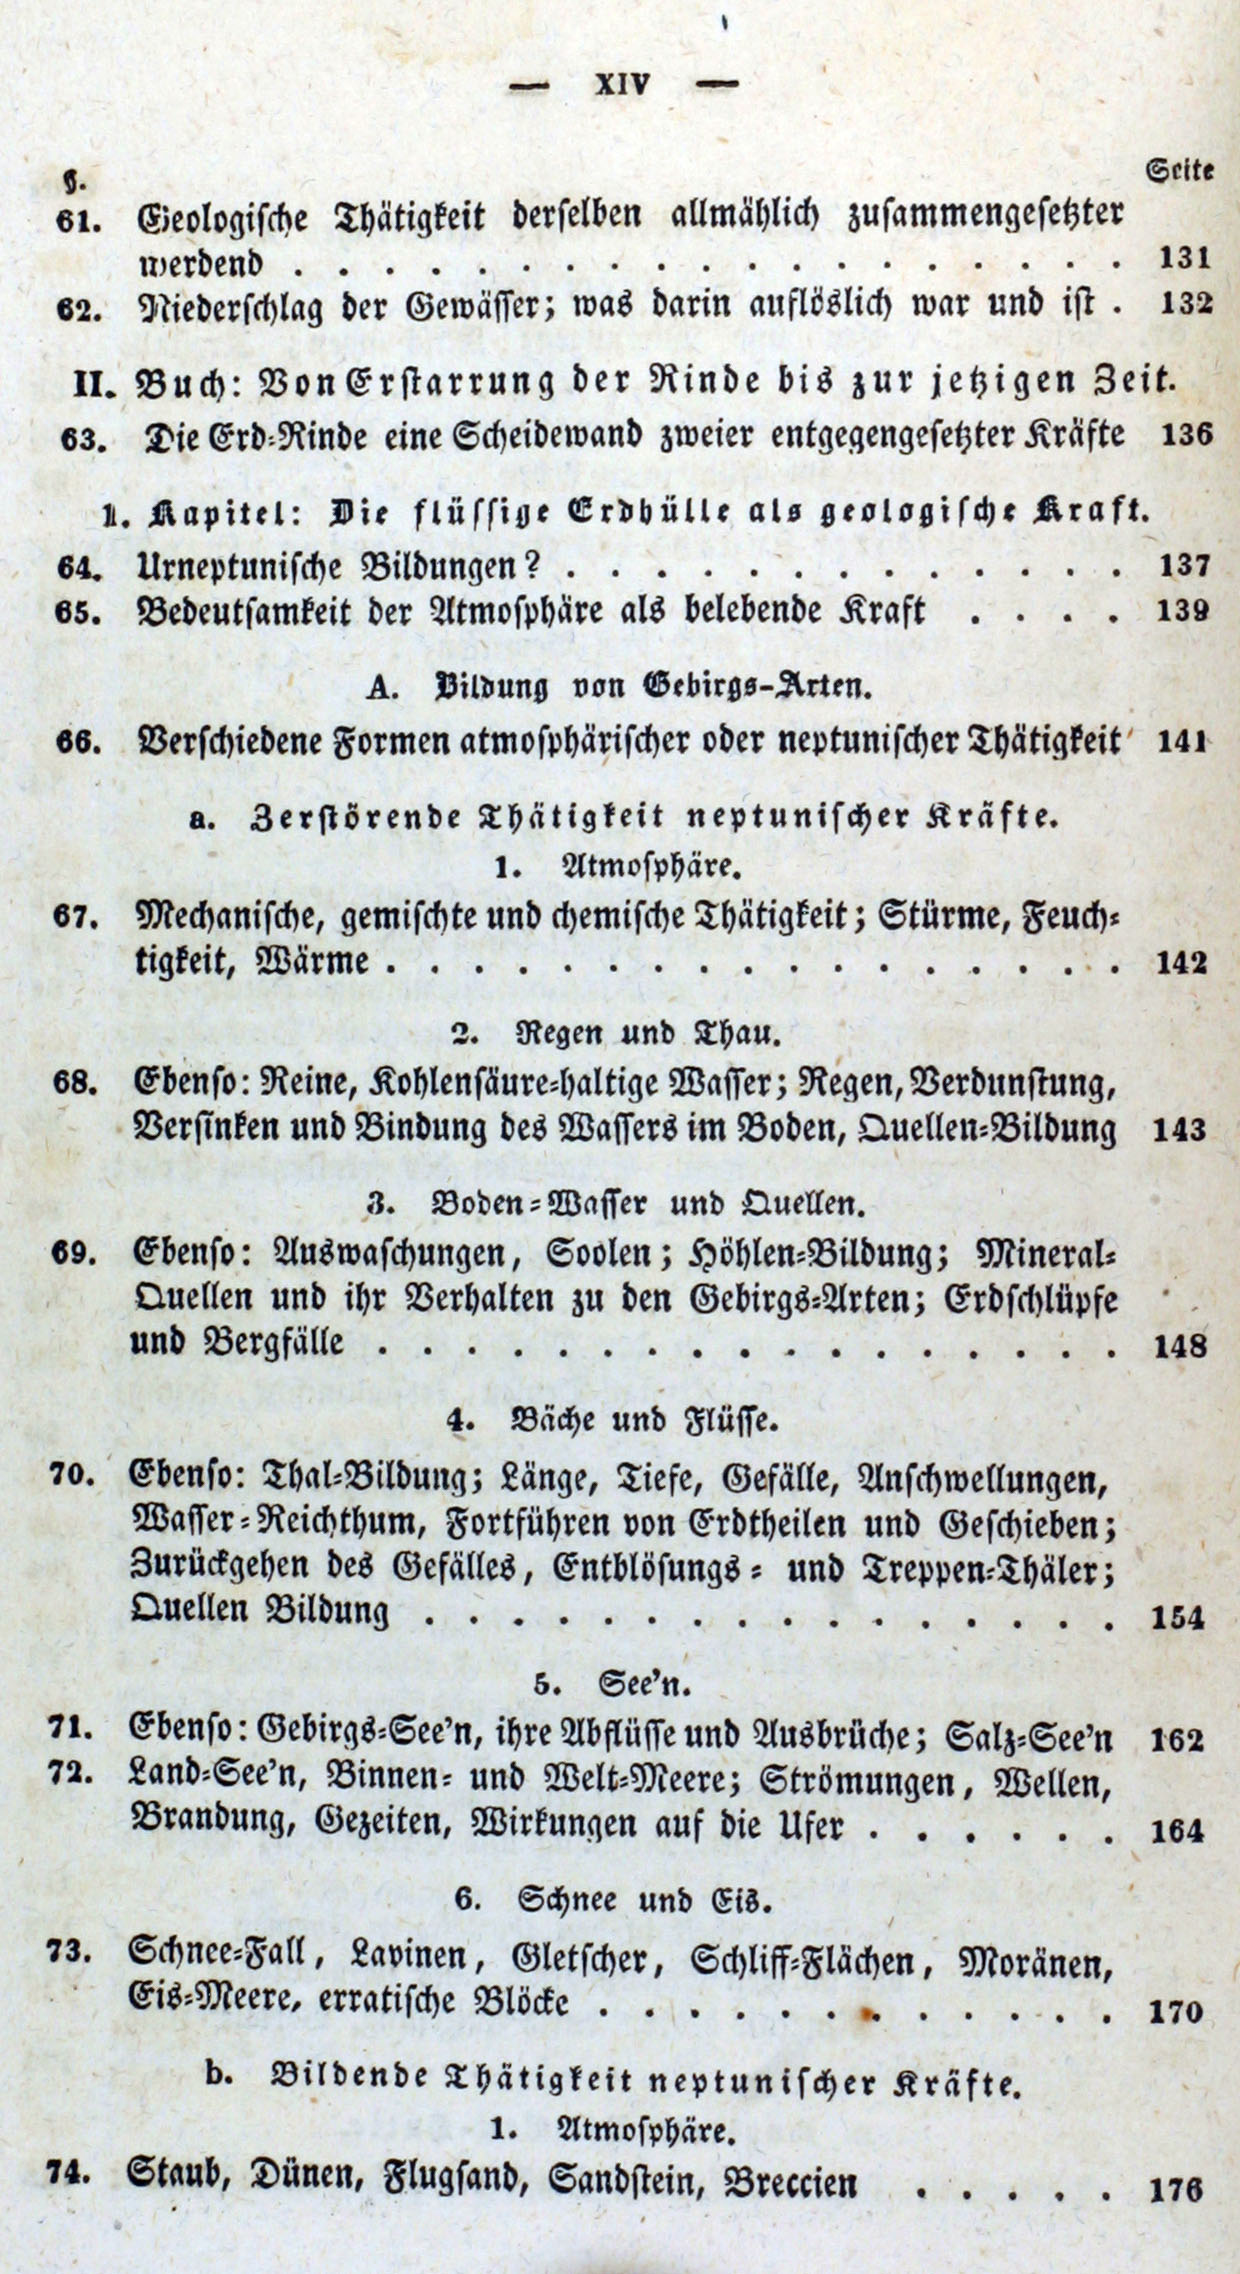 — XIV —
§. Seite
61. Geologische Thätigkeit derselben allmählich zusammengesetzter
werdend . . . . . . . . . . . . . . . . . . . 131
62. Niederschlag der Gewässer; was darin auflöslich war und ist . 132
II. Buch: Von Erstarrung der Rinde bis zur jetzigen Zeit.
63. Die Erd-Rinde eine Scheidewand zweier entgegengesetzter Kräfte 136
1. Kapitel: Die flüssige Erdhülle als geologische Kraft.
64. Urneptunische Bildungen? . . . . . . . . . . . . . 137
65. Bedeutsamkeit der Atmosphäre als belebende Kraft . . . . 139
A. Bildung von Gebirgs-Arten.
66. Verschiedene Formen atmosphärischer oder neptunischer Thätigkeit 141
a. Zerstörende Thätigkeit neptunischer Kräfte.
1. Atmosphäre.
67. Mechanische, gemischte und chemische Thätigkeit; Stürme, Feuch-
tigkeit, Wärme . . . . . . . . . . . . . . . . . 142
2. Regen und Thau.
68. Ebenso: Reine, Kohlensäure-haltige Wasser; Regen, Verdunstung,
Versinken und Bindung des Wassers im Boden, Quellen-Bildung 143
3. Boden-Wasser und Quellen.
69. Ebenso: Auswaschungen, Soolen; Höhlen-Bildung; Mineral-
Quellen und ihr Verhalten zu den Gebirgs-Arten; Erdschlüpfe
und Bergfälle . . . . . . . . . . . . . . . . . 148
4. Bäche und Flüsse.
70. Ebenso: Thal-Bildung; Länge, Tiefe, Gefälle, Anschwellungen,
Wasser-Reichthum, Fortführen von Erdtheilen und Geschieben;
Zurückgehen des Gefälles, Entblösungs- und Treppen-Thäler;
Quellen Bildung . . . . . . . . . . . . . . . . 154
5. See'n.
71. Ebenso: Gebirgs-See'n, ihre Abflüsse und Ausbrüche; Salz-See'n 162
72. Land-See'n, Binnen- und Welt-Meere; Strömungen, Wellen,
Brandung, Gezeiten, Wirkungen auf die Ufer . . . . . . 164
6. Schnee und Eis.
73. Schnee-Fall, Lavinen, Gletscher, Schliff-Flächen, Moränen,
Eis-Meere, erratische Blöcke . . . . . . . . . . . . 170
b. Bildende Thätigkeit neptunischer Kräfte.
1. Atmosphäre.
74. Staub, Dünen, Flugsand, Sandstein, Breccien . . . . . 176